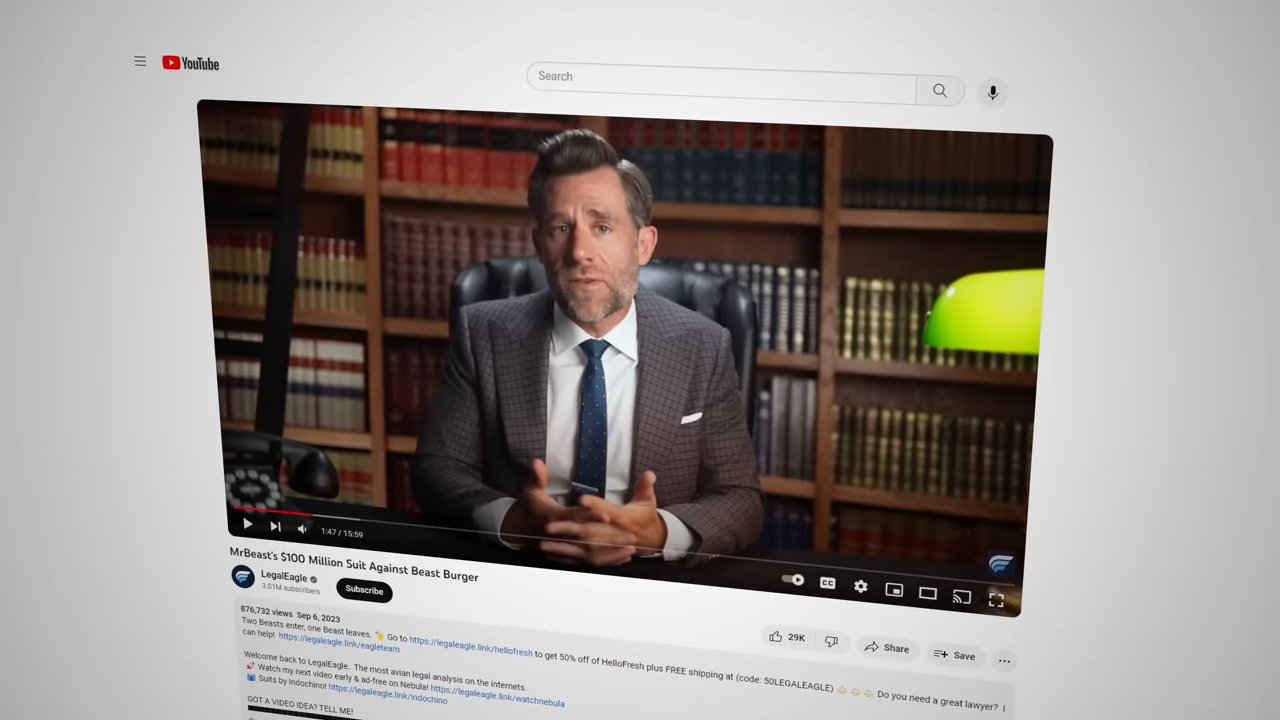 YouTube
Search
1:47 / 15:59
CC
MrBeast's $100 Million Suit Against Beast Burger
LegalEagle
3.01M subscribers
Subscribe
29K
Share
Save
876,732 views Sep 6, 2023
Two Beasts enter, one Beast leaves. 🍔 Go to https://legaleagle.link/hellofresh to get 50% off of HelloFresh plus FREE shipping at (code: 50LEGALEAGLE) Do you need a great lawyer? I
can help! https://legaleagle.link/eagleteam
Welcome back to LegalEagle. The most avian legal analysis on the internets.
🚀 Watch my next video early & ad-free on Nebula! https://legaleagle.link/watchnebula
👔 Suits by Indochino! https://legaleagle.link/indochino
GOT A VIDEO IDEA? TELL ME!